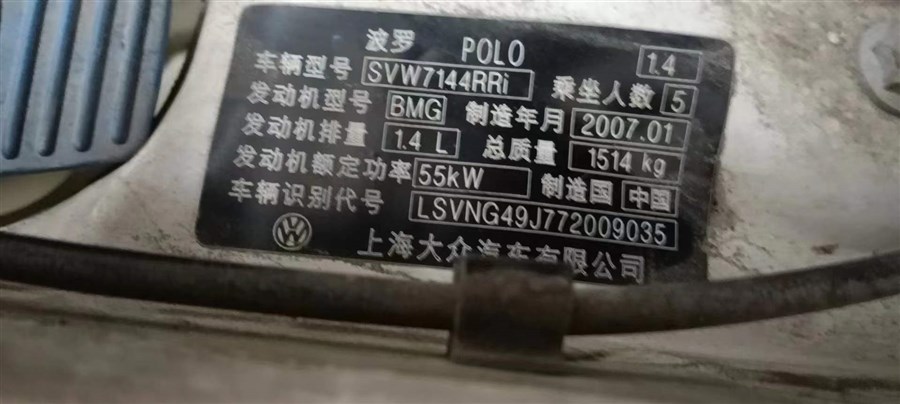 波罗 POLO 1.4
车辆型号 SVW7144RRi 乘坐人数 5
发动机型号 BMG 制造年月 2007.01
发动机排量 1.4 L 总质量 1514 kg
发动机额定功率 55kW 制造国 中国
车辆识别代号 LSVNG49J772009035
上海大众汽车有限公司